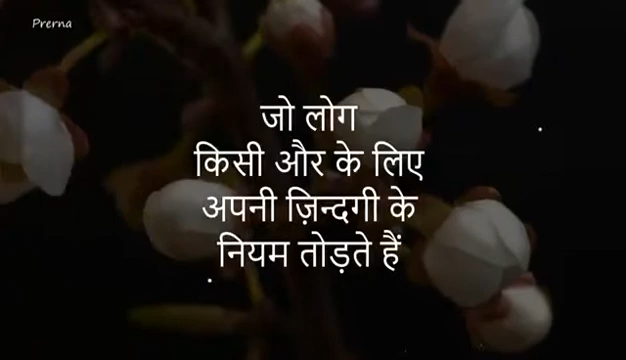 Prerna
जो लोग
किसी और के लिए
अपनी ज़िन्दगी के
नियम तोड़ते हैं